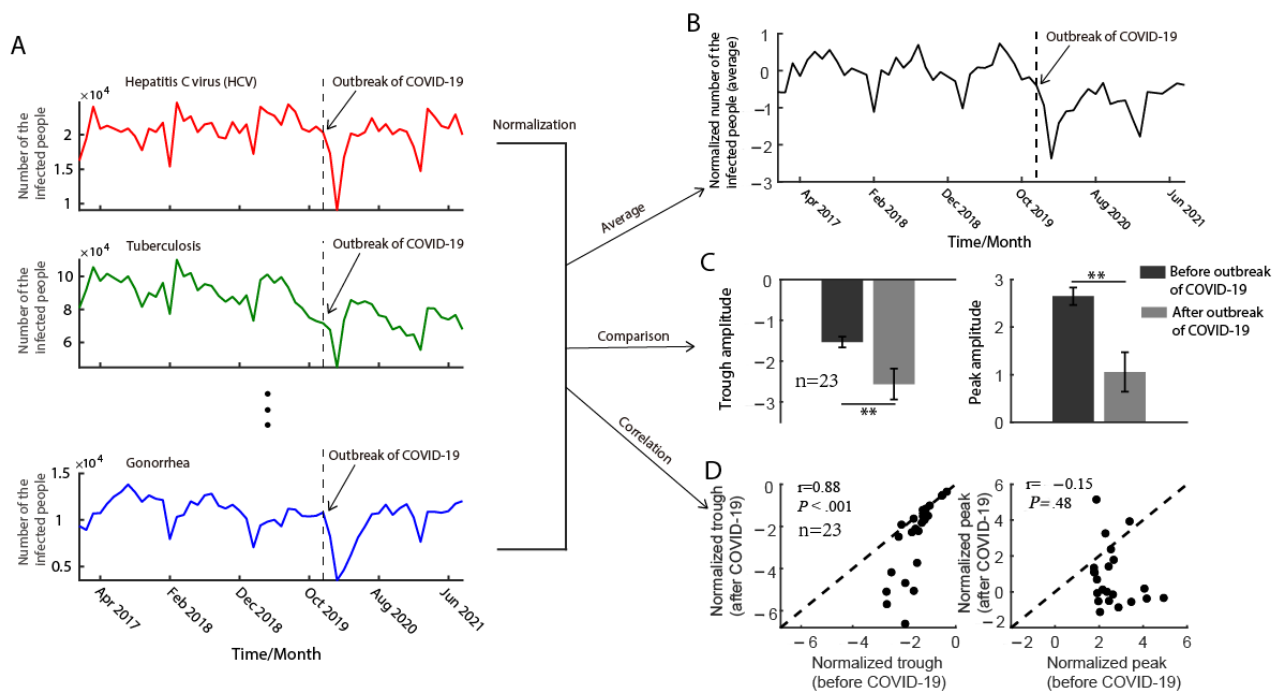 A
Hepatitis C virus (HCV)
×10⁴
Outbreak of COVID-19
Number of the
infected people
2
1.5
1
Tuberculosis
×10⁴
Outbreak of COVID-19
Number of the
infected people
10
8
6
Gonorrhea
×10⁴
Outbreak of COVID-19
Number of the
infected people
1.5
1
0.5
Apr 2017
Feb 2018
Dec 2018
Oct 2019
Aug 2020
Jun 2021
Time/Month
Normalization
Average
Comparison
Correlation
B
Outbreak of COVID-19
Normalized number of the
infected people (average)
1
0
−1
−2
−3
Apr 2017
Feb 2018
Dec 2018
Oct 2019
Aug 2020
Jun 2021
Time/Month
C
Trough amplitude
0
−1
−2
−3
n=23
**
Peak amplitude
3
2
1
0
**
Before outbreak
of COVID-19
After outbreak
of COVID-19
D
Normalized trough
(after COVID-19)
0
−2
−4
−6
r=0.88
P < .001
n=23
−6
−4
−2
0
Normalized trough
(before COVID-19)
Normalized peak
(after COVID-19)
6
4
2
0
−2
r= −0.15
P= .48
−2
0
2
4
6
Normalized peak
(before COVID-19)